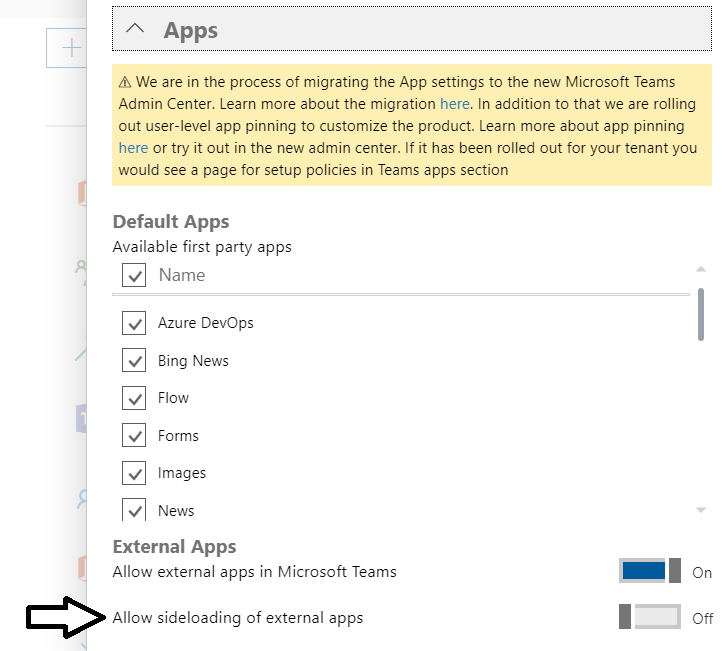 Apps
⚠ We are in the process of migrating the App settings to the new Microsoft Teams
Admin Center. Learn more about the migration here. In addition to that we are rolling
out user-level app pinning to customize the product. Learn more about app pinning
here or try it out in the new admin center. If it has been rolled out for your tenant you
would see a page for setup policies in Teams apps section
Default Apps
Available first party apps
Name
Azure DevOps
Bing News
Flow
Forms
Images
News
External Apps
Allow external apps in Microsoft Teams On
Allow sideloading of external apps Off